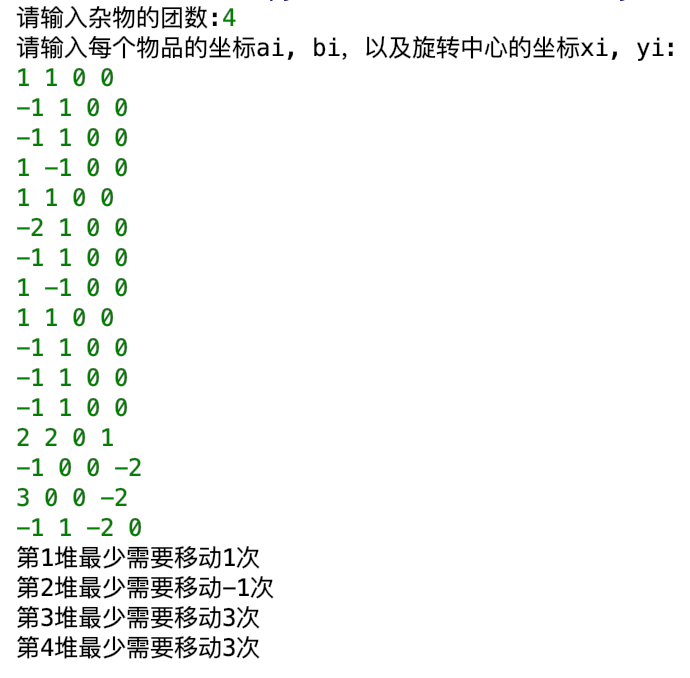 请输入杂物的团数:4
请输入每个物品的坐标ai, bi，以及旋转中心的坐标xi, yi:
1 1 0 0
-1 1 0 0
-1 1 0 0
1 -1 0 0
1 1 0 0
-2 1 0 0
-1 1 0 0
1 -1 0 0
1 1 0 0
-1 1 0 0
-1 1 0 0
-1 1 0 0
2 2 0 1
-1 0 0 -2
3 0 0 -2
-1 1 -2 0
第1堆最少需要移动1次
第2堆最少需要移动-1次
第3堆最少需要移动3次
第4堆最少需要移动3次